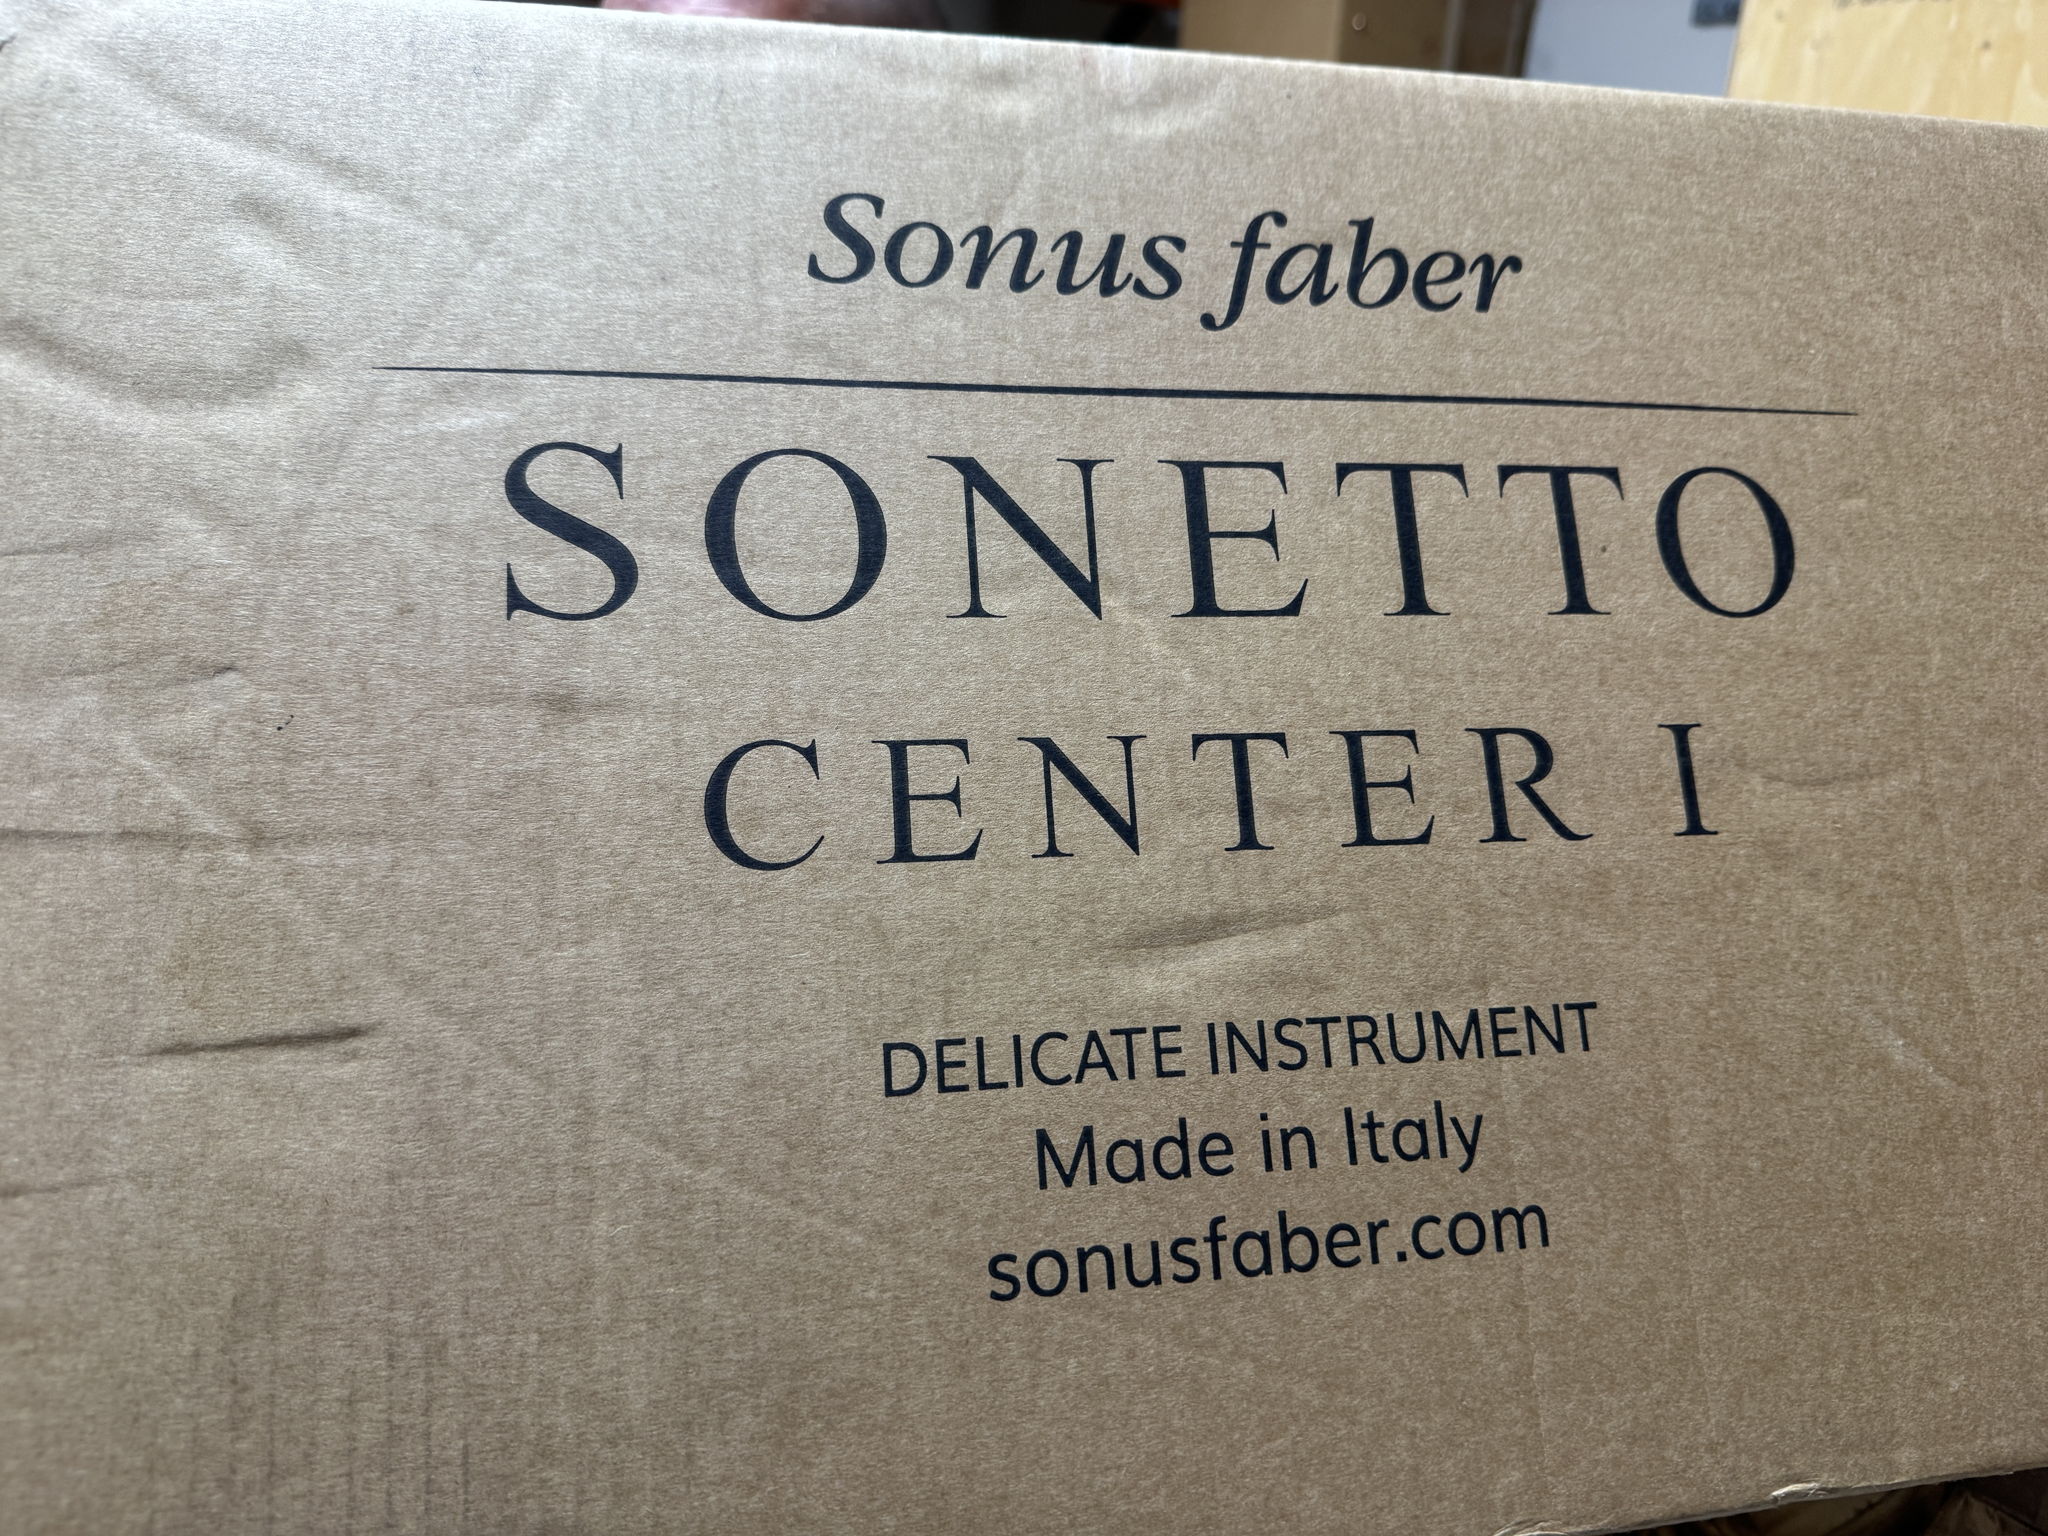 Sonus faber
SONETTO
CENTER I
DELICATE INSTRUMENT
Made in Italy
sonusfaber.com